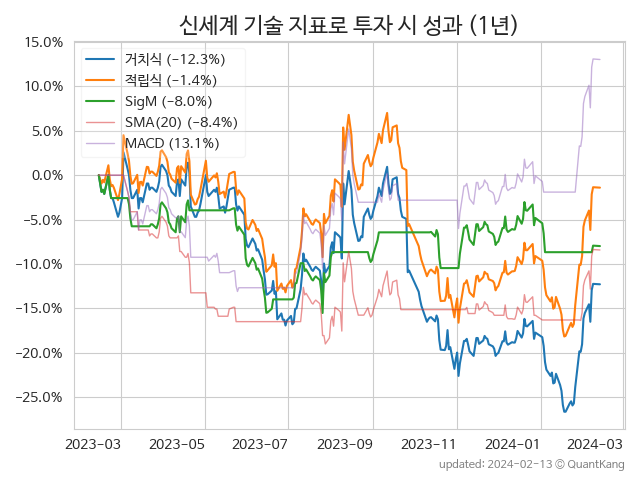 신세계 기술 지표로 투자 시 성과 (1년)
15.0%
10.0%
5.0%
0.0%
−5.0%
−10.0%
−15.0%
−20.0%
−25.0%
거치식 (−12.3%)
적립식 (−1.4%)
SigM (−8.0%)
SMA(20) (−8.4%)
MACD (13.1%)
2023-03 2023-05 2023-07 2023-09 2023-11 2024-01 2024-03
updated: 2024-02-13 © QuantKang